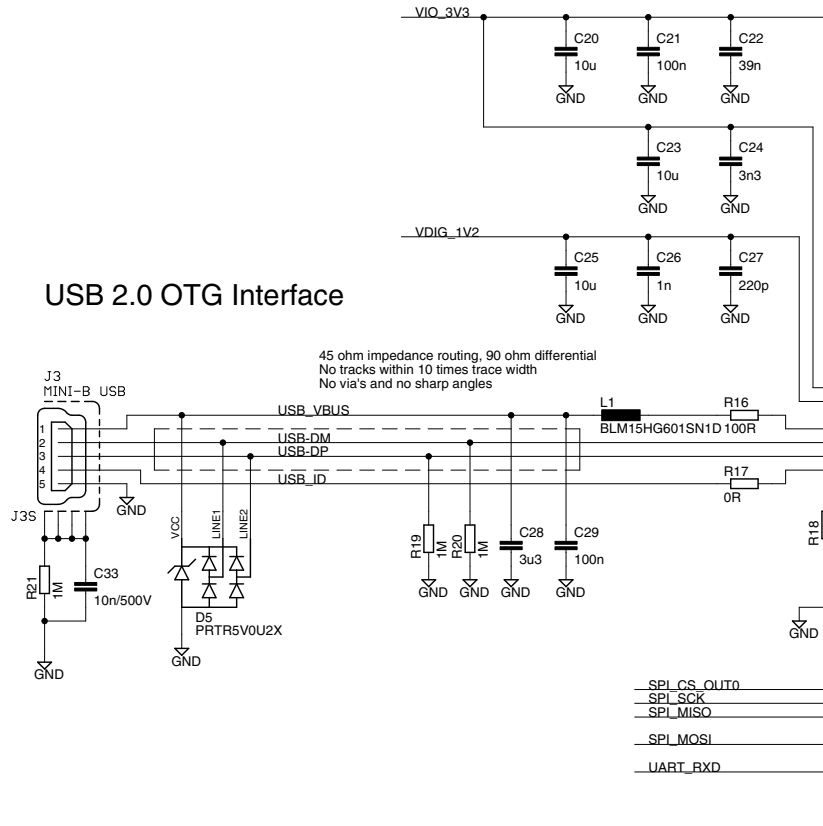 VIO_3V3
C20
10u
GND
C21
100n
GND
C22
39n
GND
C23
10u
GND
C24
3n3
GND
VDIG_1V2
C25
10u
GND
C26
1n
GND
C27
220p
GND
USB 2.0 OTG Interface
45 ohm impedance routing, 90 ohm differential
No tracks within 10 times trace width
No via's and no sharp angles
J3
MINI-B USB
1
2
3
4
5
J3S
GND
USB_VBUS
USB-DM
USB-DP
USB_ID
L1
BLM15HG601SN1D
R16
100R
R17
0R
VCC
LINE1
LINE2
D5
PRTR5V0U2X
GND
R19
1M
GND
R20
1M
GND
C28
3u3
GND
C29
100n
GND
R18
GND
R21
1M
C33
10n/500V
GND
SPI_CS_OUT0
SPI_SCK
SPI_MISO
SPI_MOSI
UART_RXD